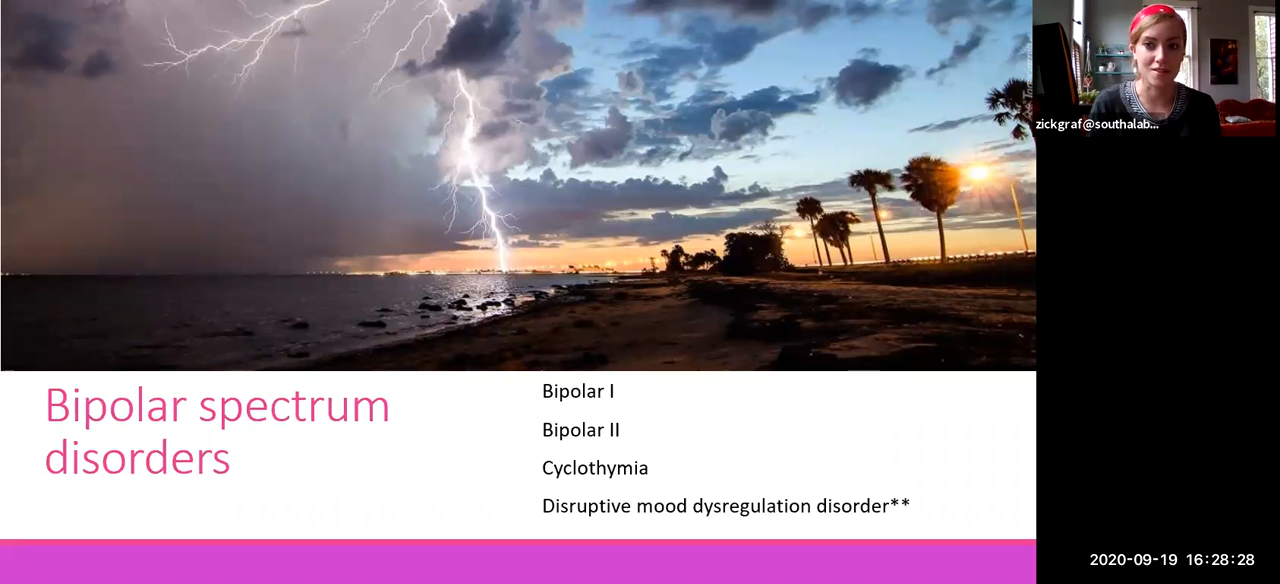 zickgraf@southalab...
Bipolar spectrum
disorders
Bipolar I
Bipolar II
Cyclothymia
Disruptive mood dysregulation disorder**
2020-09-19 16:28:28